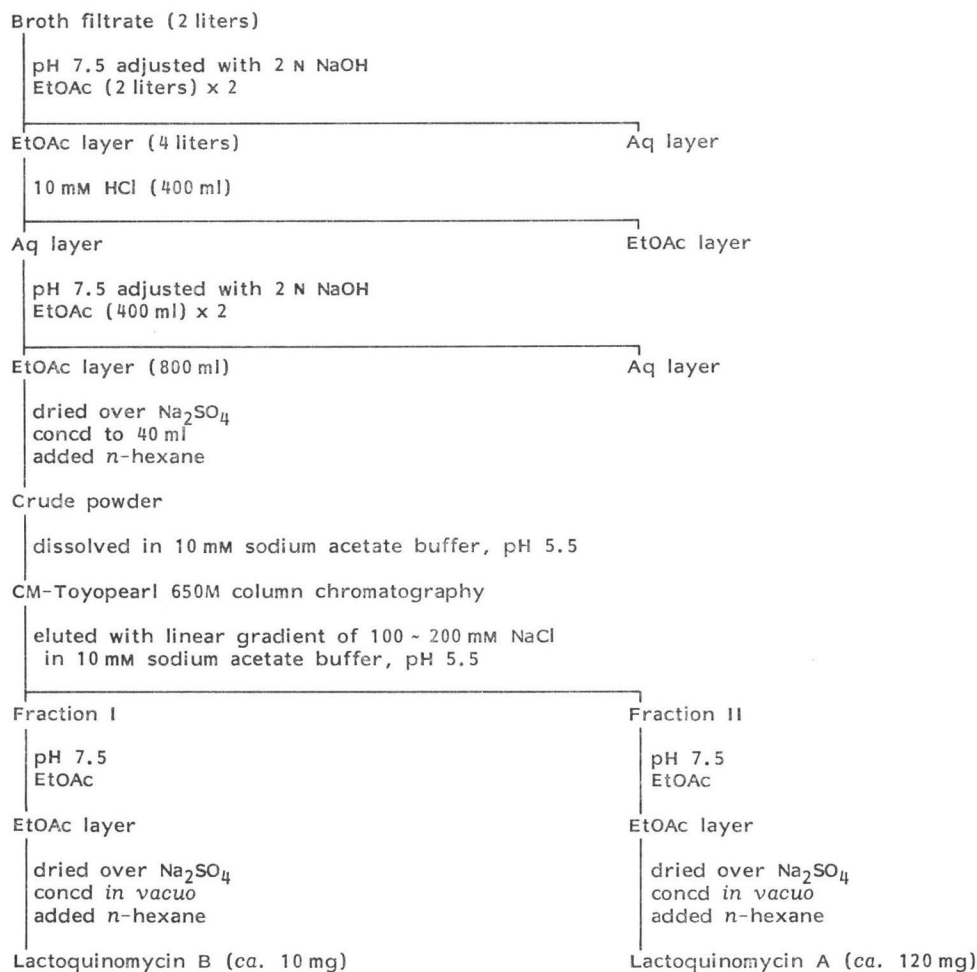 Broth filtrate (2 liters)
pH 7.5 adjusted with 2 N NaOH
EtOAc (2 liters) x 2
EtOAc layer (4 liters)
Aq layer
10 mM HCl (400 ml)
Aq layer
EtOAc layer
pH 7.5 adjusted with 2 N NaOH
EtOAc (400 ml) x 2
EtOAc layer (800 ml)
Aq layer
dried over Na₂SO₄
concd to 40 ml
added n-hexane
Crude powder
dissolved in 10 mM sodium acetate buffer, pH 5.5
CM-Toyopearl 650M column chromatography
eluted with linear gradient of 100 ~ 200 mM NaCl
in 10 mM sodium acetate buffer, pH 5.5
Fraction I
Fraction II
pH 7.5
EtOAc
pH 7.5
EtOAc
EtOAc layer
EtOAc layer
dried over Na₂SO₄
concd in vacuo
added n-hexane
dried over Na₂SO₄
concd in vacuo
added n-hexane
Lactoquinomycin B (ca. 10 mg)
Lactoquinomycin A (ca. 120 mg)